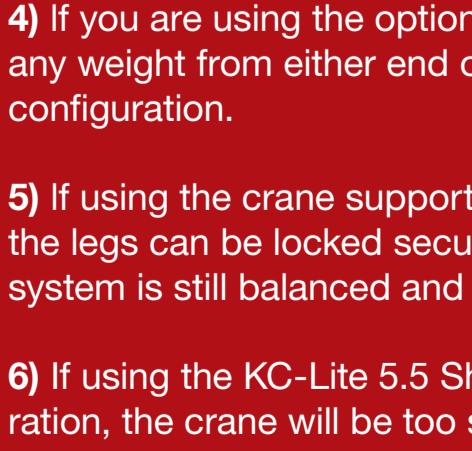 4) If you are using the option
any weight from either end
configuration.
5) If using the crane support
the legs can be locked secu
system is still balanced and
6) If using the KC-Lite 5.5 Sh
ration, the crane will be too